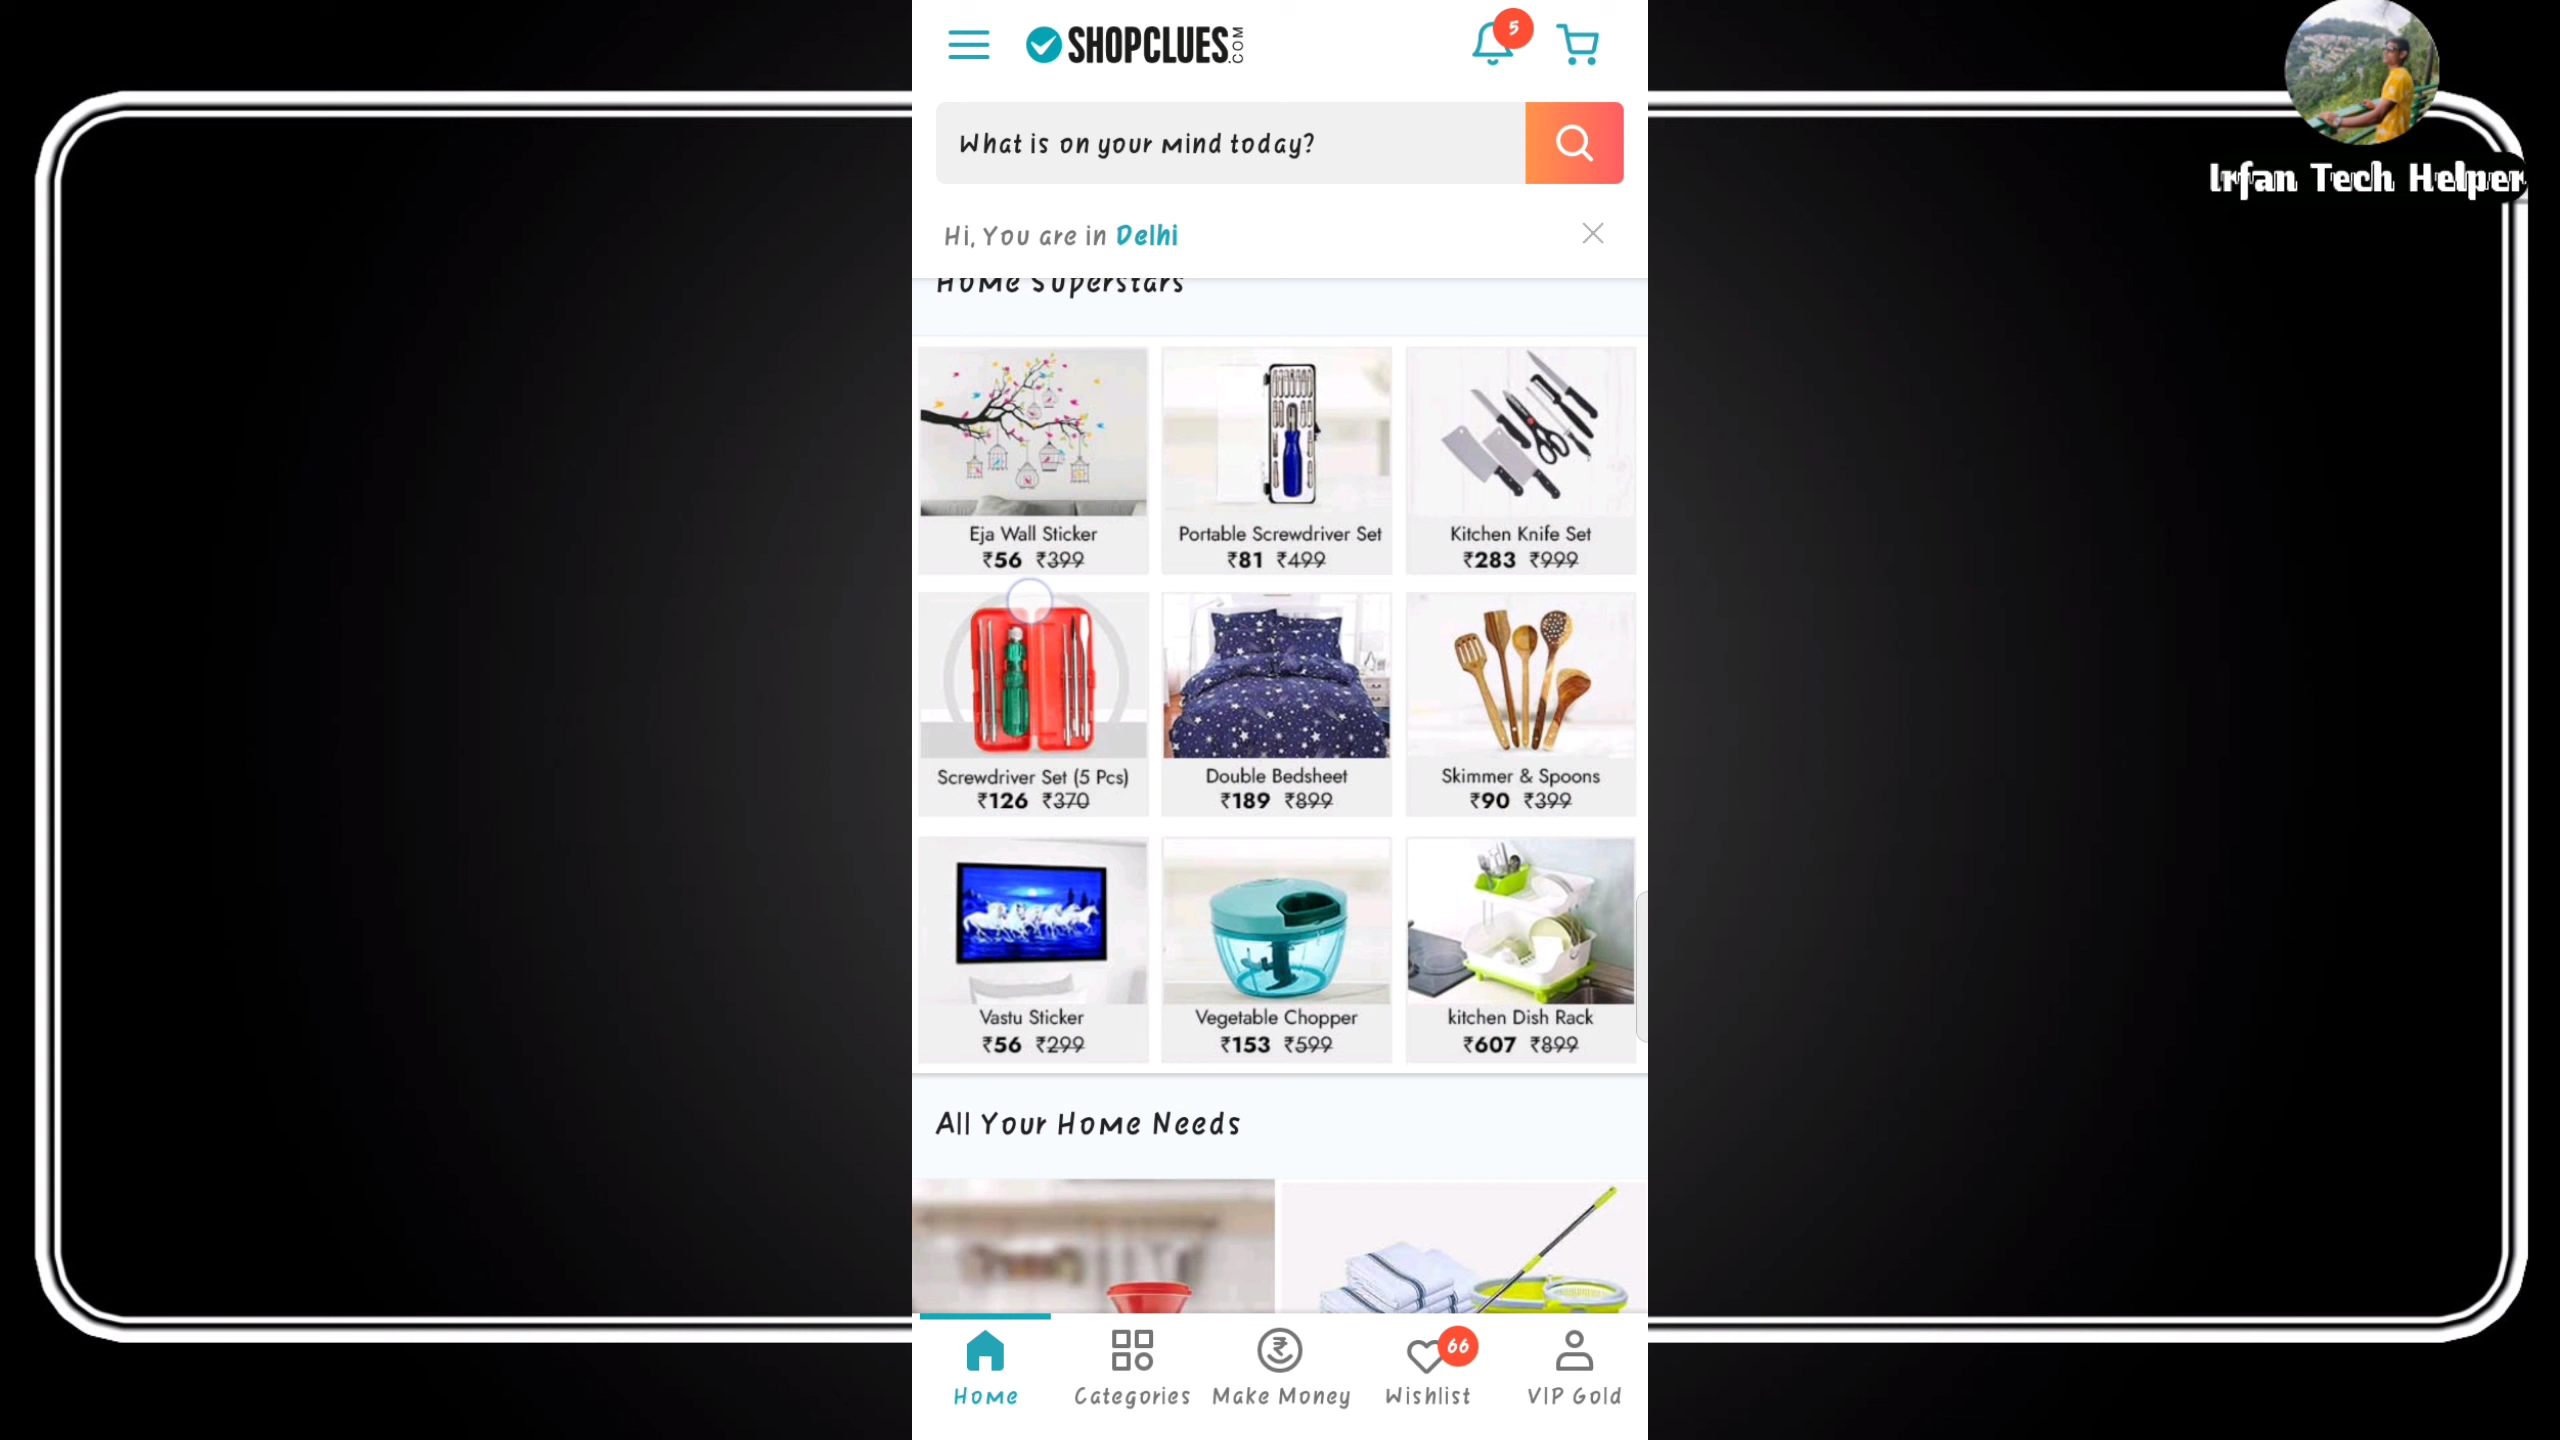 SHOPCLUES.COM
5
What is on your mind today?
Irfan Tech Helper
Hi, You are in Delhi
Home Superstars
Eja Wall Sticker
₹56 ₹399
Portable Screwdriver Set
₹81 ₹499
Kitchen Knife Set
₹283 ₹999
Screwdriver Set (5 Pcs)
₹126 ₹370
Double Bedsheet
₹189 ₹899
Skimmer & Spoons
₹90 ₹399
Vastu Sticker
₹56 ₹299
Vegetable Chopper
₹153 ₹599
kitchen Dish Rack
₹607 ₹899
All Your Home Needs
66
Home
Categories
Make Money
Wishlist
VIP Gold